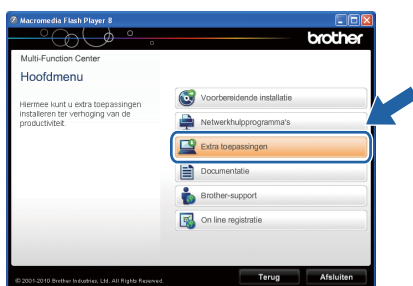 Macromedia Flash Player 8
brother
Multi-Function Center
Hoofdmenu
Hiermee kunt u extra toepassingen
installeren ter verhoging van de
productiviteit.
Voorbereidende installatie
Netwerkhulpprogramma's
Extra toepassingen
Documentatie
Brother-support
On line registratie
© 2001-2010 Brother Industries, Ltd. All Rights Reserved.
Terug
Afsluiten